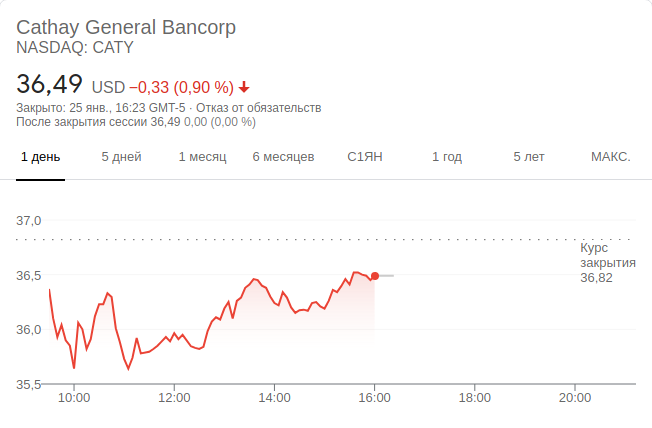 Cathay General Bancorp
NASDAQ: CATY
36,49 USD −0,33 (0,90 %)
Закрыто: 25 янв., 16:23 GMT-5 · Отказ от обязательств
После закрытия сессии 36,49 0,00 (0,00 %)
1 день 5 дней 1 месяц 6 месяцев С1ЯН 1 год 5 лет МАКС.
37,0
Курс
закрытия
36,82
36,5
36,0
35,5
10:00 12:00 14:00 16:00 18:00 20:00